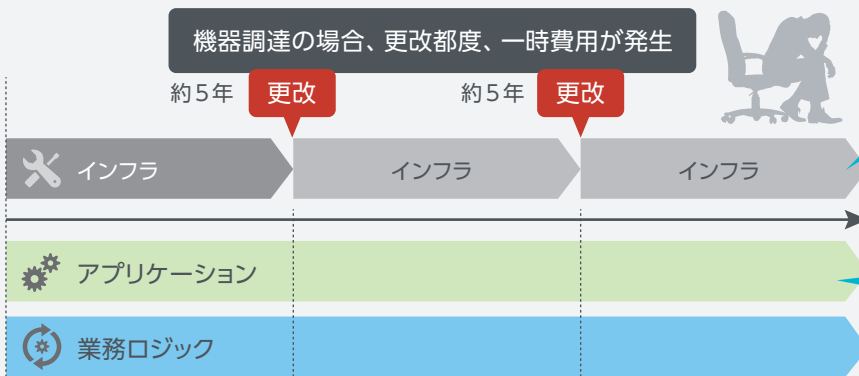 機器調達の場合、更改都度、一時費用が発生
約5年 更改 約5年 更改
インフラ インフラ インフラ
アプリケーション
業務ロジック